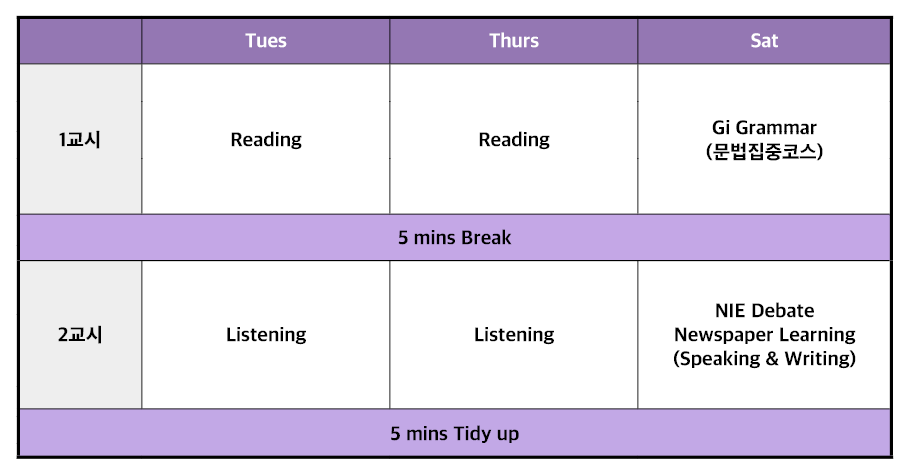 Tues Thurs Sat
1교시 Reading Reading Gi Grammar
(문법집중코스)
5 mins Break
2교시 Listening Listening NIE Debate
Newspaper Learning
(Speaking & Writing)
5 mins Tidy up